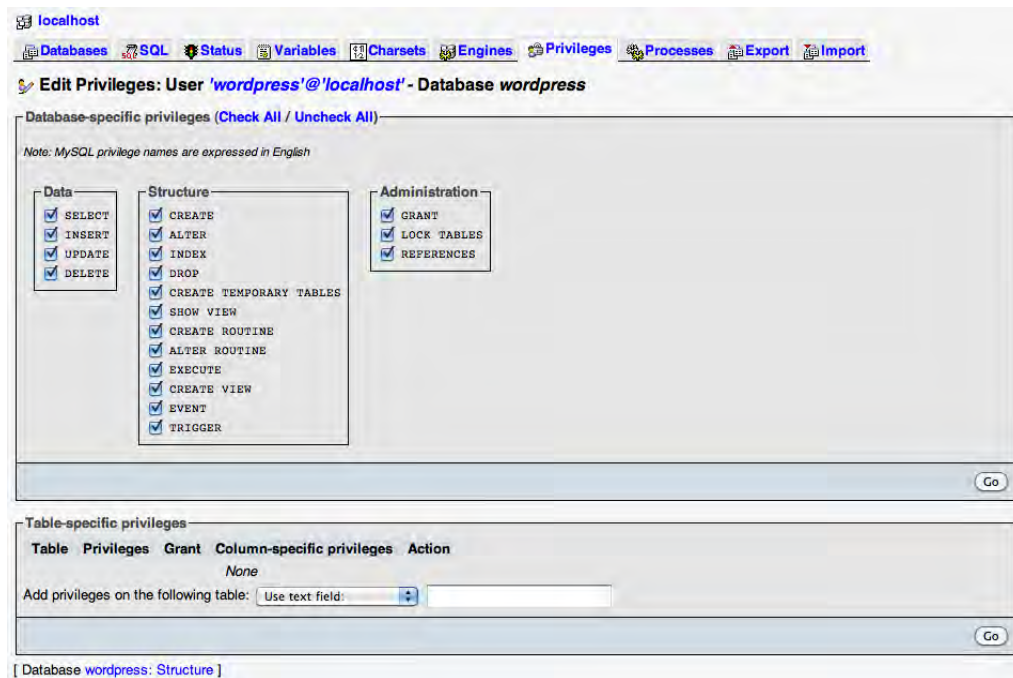 localhost
Databases SQL Status Variables Charsets Engines Privileges Processes Export Import
Edit Privileges: User 'wordpress'@'localhost' - Database wordpress
Database-specific privileges (Check All / Uncheck All)
Note: MySQL privilege names are expressed in English
Data
SELECT
INSERT
UPDATE
DELETE
Structure
CREATE
ALTER
INDEX
DROP
CREATE TEMPORARY TABLES
SHOW VIEW
CREATE ROUTINE
ALTER ROUTINE
EXECUTE
CREATE VIEW
EVENT
TRIGGER
Administration
GRANT
LOCK TABLES
REFERENCES
Go
Table-specific privileges
Table Privileges Grant Column-specific privileges Action
None
Add privileges on the following table: Use text field:
Go
[ Database wordpress: Structure ]